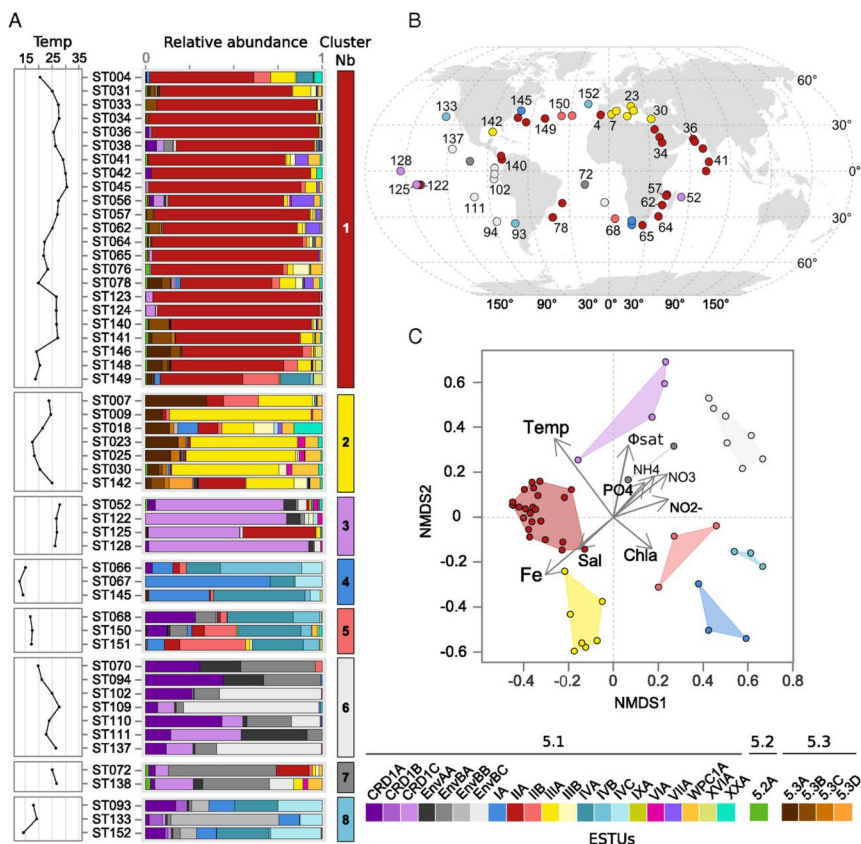 A
Temp
15 25 35
Relative abundance
0 1
Cluster
Nb
ST004
ST031
ST033
ST034
ST036
ST038
ST041
ST042
ST045
ST056
ST057
ST062
ST064
ST065
ST076
ST078
ST123
ST124
ST140
ST141
ST146
ST148
ST149
1
ST007
ST009
ST018
ST023
ST025
ST030
ST142
2
ST052
ST122
ST125
ST128
3
ST066
ST067
ST145
4
ST068
ST150
ST151
5
ST070
ST094
ST102
ST109
ST110
ST111
ST137
6
ST072
ST138
7
ST093
ST133
ST152
8
B
133 145 150 152 23 30
142 149 4 7 36
137 34
128 140 41
125 122 102 72 57 52
111 62
94 93 78 68 65 64
60°
30°
0°
30°
60°
150° 90° 30° 0° 30° 90° 150°
C
NMDS2
0.6
0.4
0.2
0
-0.2
-0.4
-0.6
Temp
Φsat
NH4
NO3
PO4
NO2-
Chla
Sal
Fe
-0.4 -0.2 0 0.2 0.4 0.6 0.8
NMDS1
5.1 5.2 5.3
CRD1A
CRD1B
CRD1C
EnvAA
EnvBA
EnvBB
EnvBC
IA
IIA
IIB
IIIA
IIIB
IVA
IVB
IVC
IXA
VIA
VIIA
WPC1A
XVIA
XXA
5.2A
5.3A
5.3B
5.3C
5.3D
ESTUs